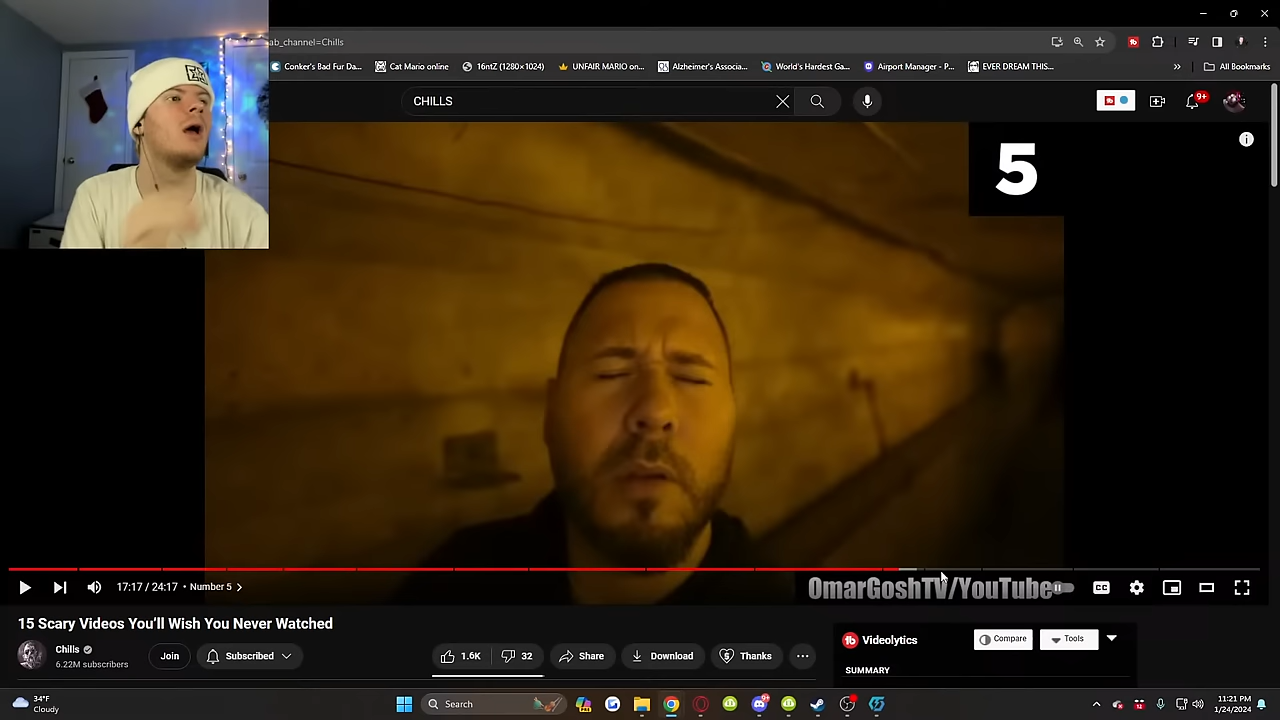 ab_channel=Chills
Conker's Bad Fur Da...
Cat Mario online
16ntZ (1280×1024)
UNFAIR MARIO on...
Alzheimer's Associa...
World's Hardest Ga...
Airport Manager - P...
EVER DREAM THIS...
»
All Bookmarks
CHILLS
9+
5
17:17 / 24:17 • Number 5 >
OmarGoshTV/YouTube
15 Scary Videos You'll Wish You Never Watched
Chills
6.22M subscribers
Join
Subscribed
1.6K
32
Share
Download
Thanks
Videolytics
Compare
Tools
SUMMARY
34°F
Cloudy
Search
11:21 PM
1/24/2024